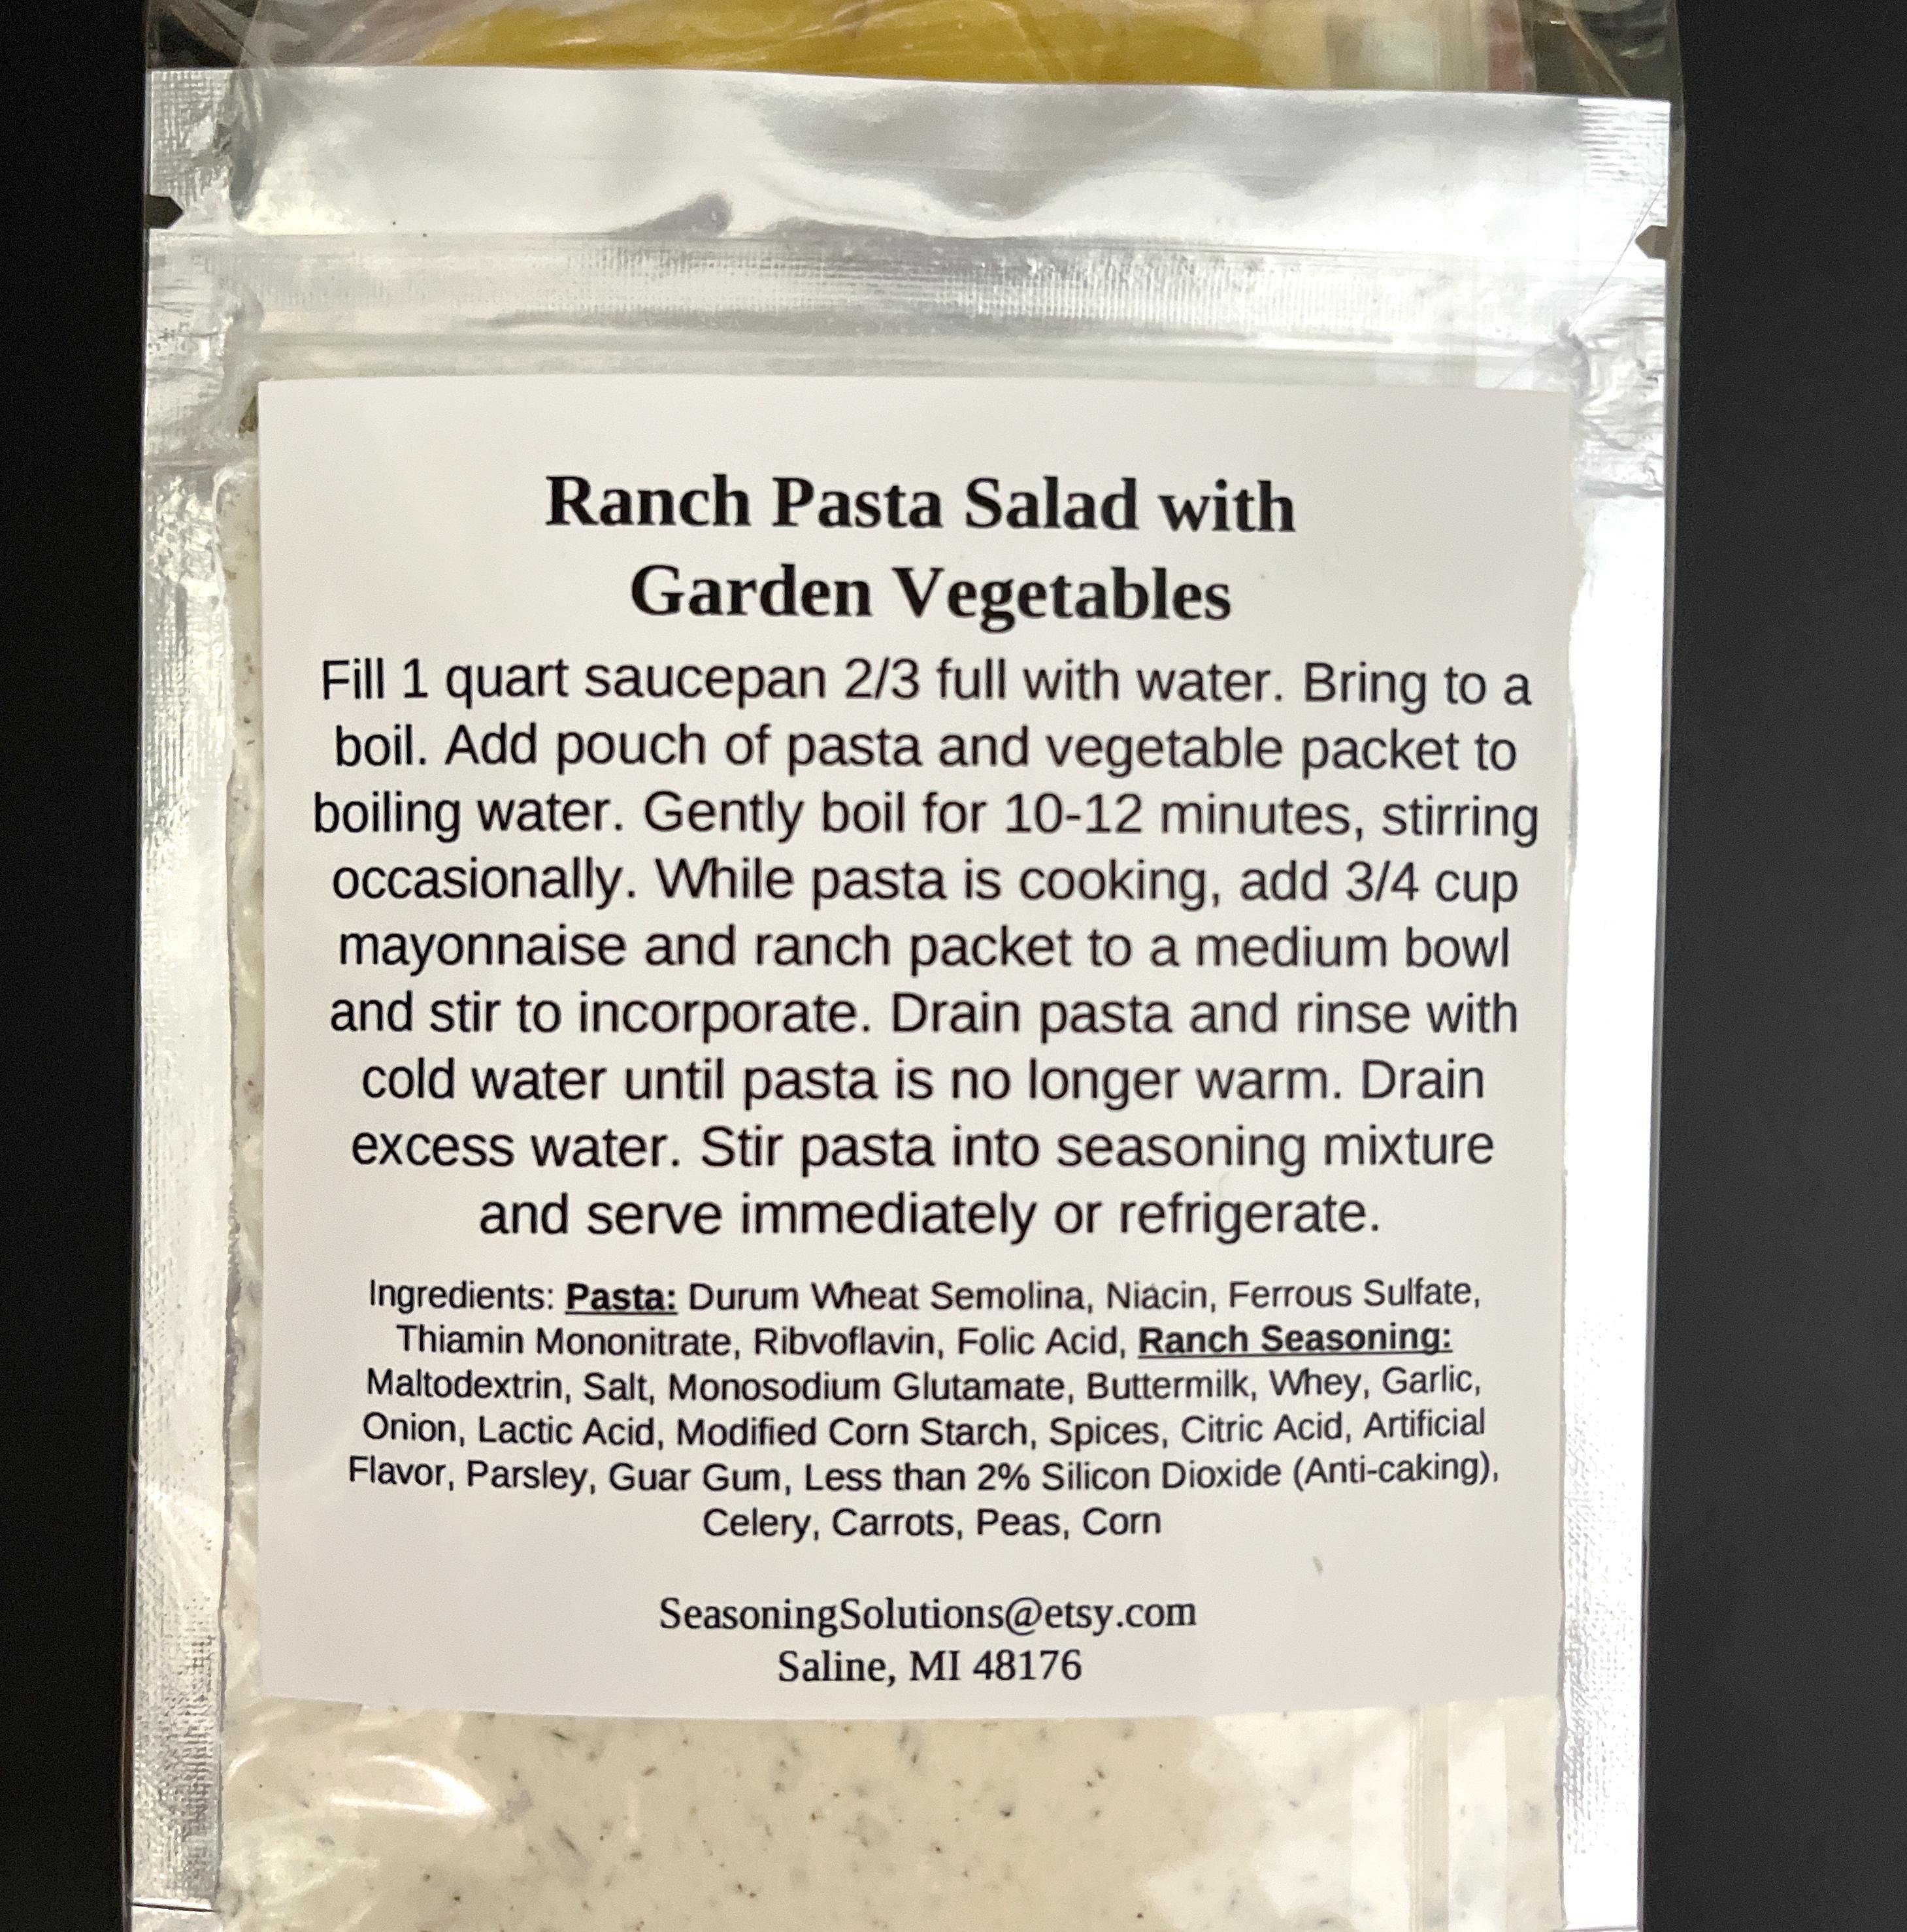 Ranch Pasta Salad with
Garden Vegetables
Fill 1 quart saucepan 2/3 full with water. Bring to a
boil. Add pouch of pasta and vegetable packet to
boiling water. Gently boil for 10-12 minutes, stirring
occasionally. While pasta is cooking, add 3/4 cup
mayonnaise and ranch packet to a medium bowl
and stir to incorporate. Drain pasta and rinse with
cold water until pasta is no longer warm. Drain
excess water. Stir pasta into seasoning mixture
and serve immediately or refrigerate.
Ingredients: Pasta: Durum Wheat Semolina, Niacin, Ferrous Sulfate,
Thiamin Mononitrate, Ribvoflavin, Folic Acid, Ranch Seasoning:
Maltodextrin, Salt, Monosodium Glutamate, Buttermilk, Whey, Garlic,
Onion, Lactic Acid, Modified Corn Starch, Spices, Citric Acid, Artificial
Flavor, Parsley, Guar Gum, Less than 2% Silicon Dioxide (Anti-caking),
Celery, Carrots, Peas, Corn
SeasoningSolutions@etsy.com
Saline, MI 48176